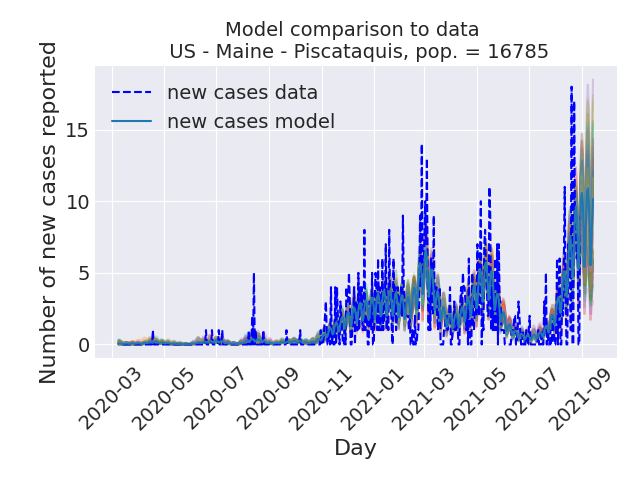 Model comparison to data
US - Maine - Piscataquis, pop. = 16785
new cases data
new cases model
Number of new cases reported
15
10
5
0
2020-03
2020-05
2020-07
2020-09
2020-11
2021-01
2021-03
2021-05
2021-07
2021-09
Day